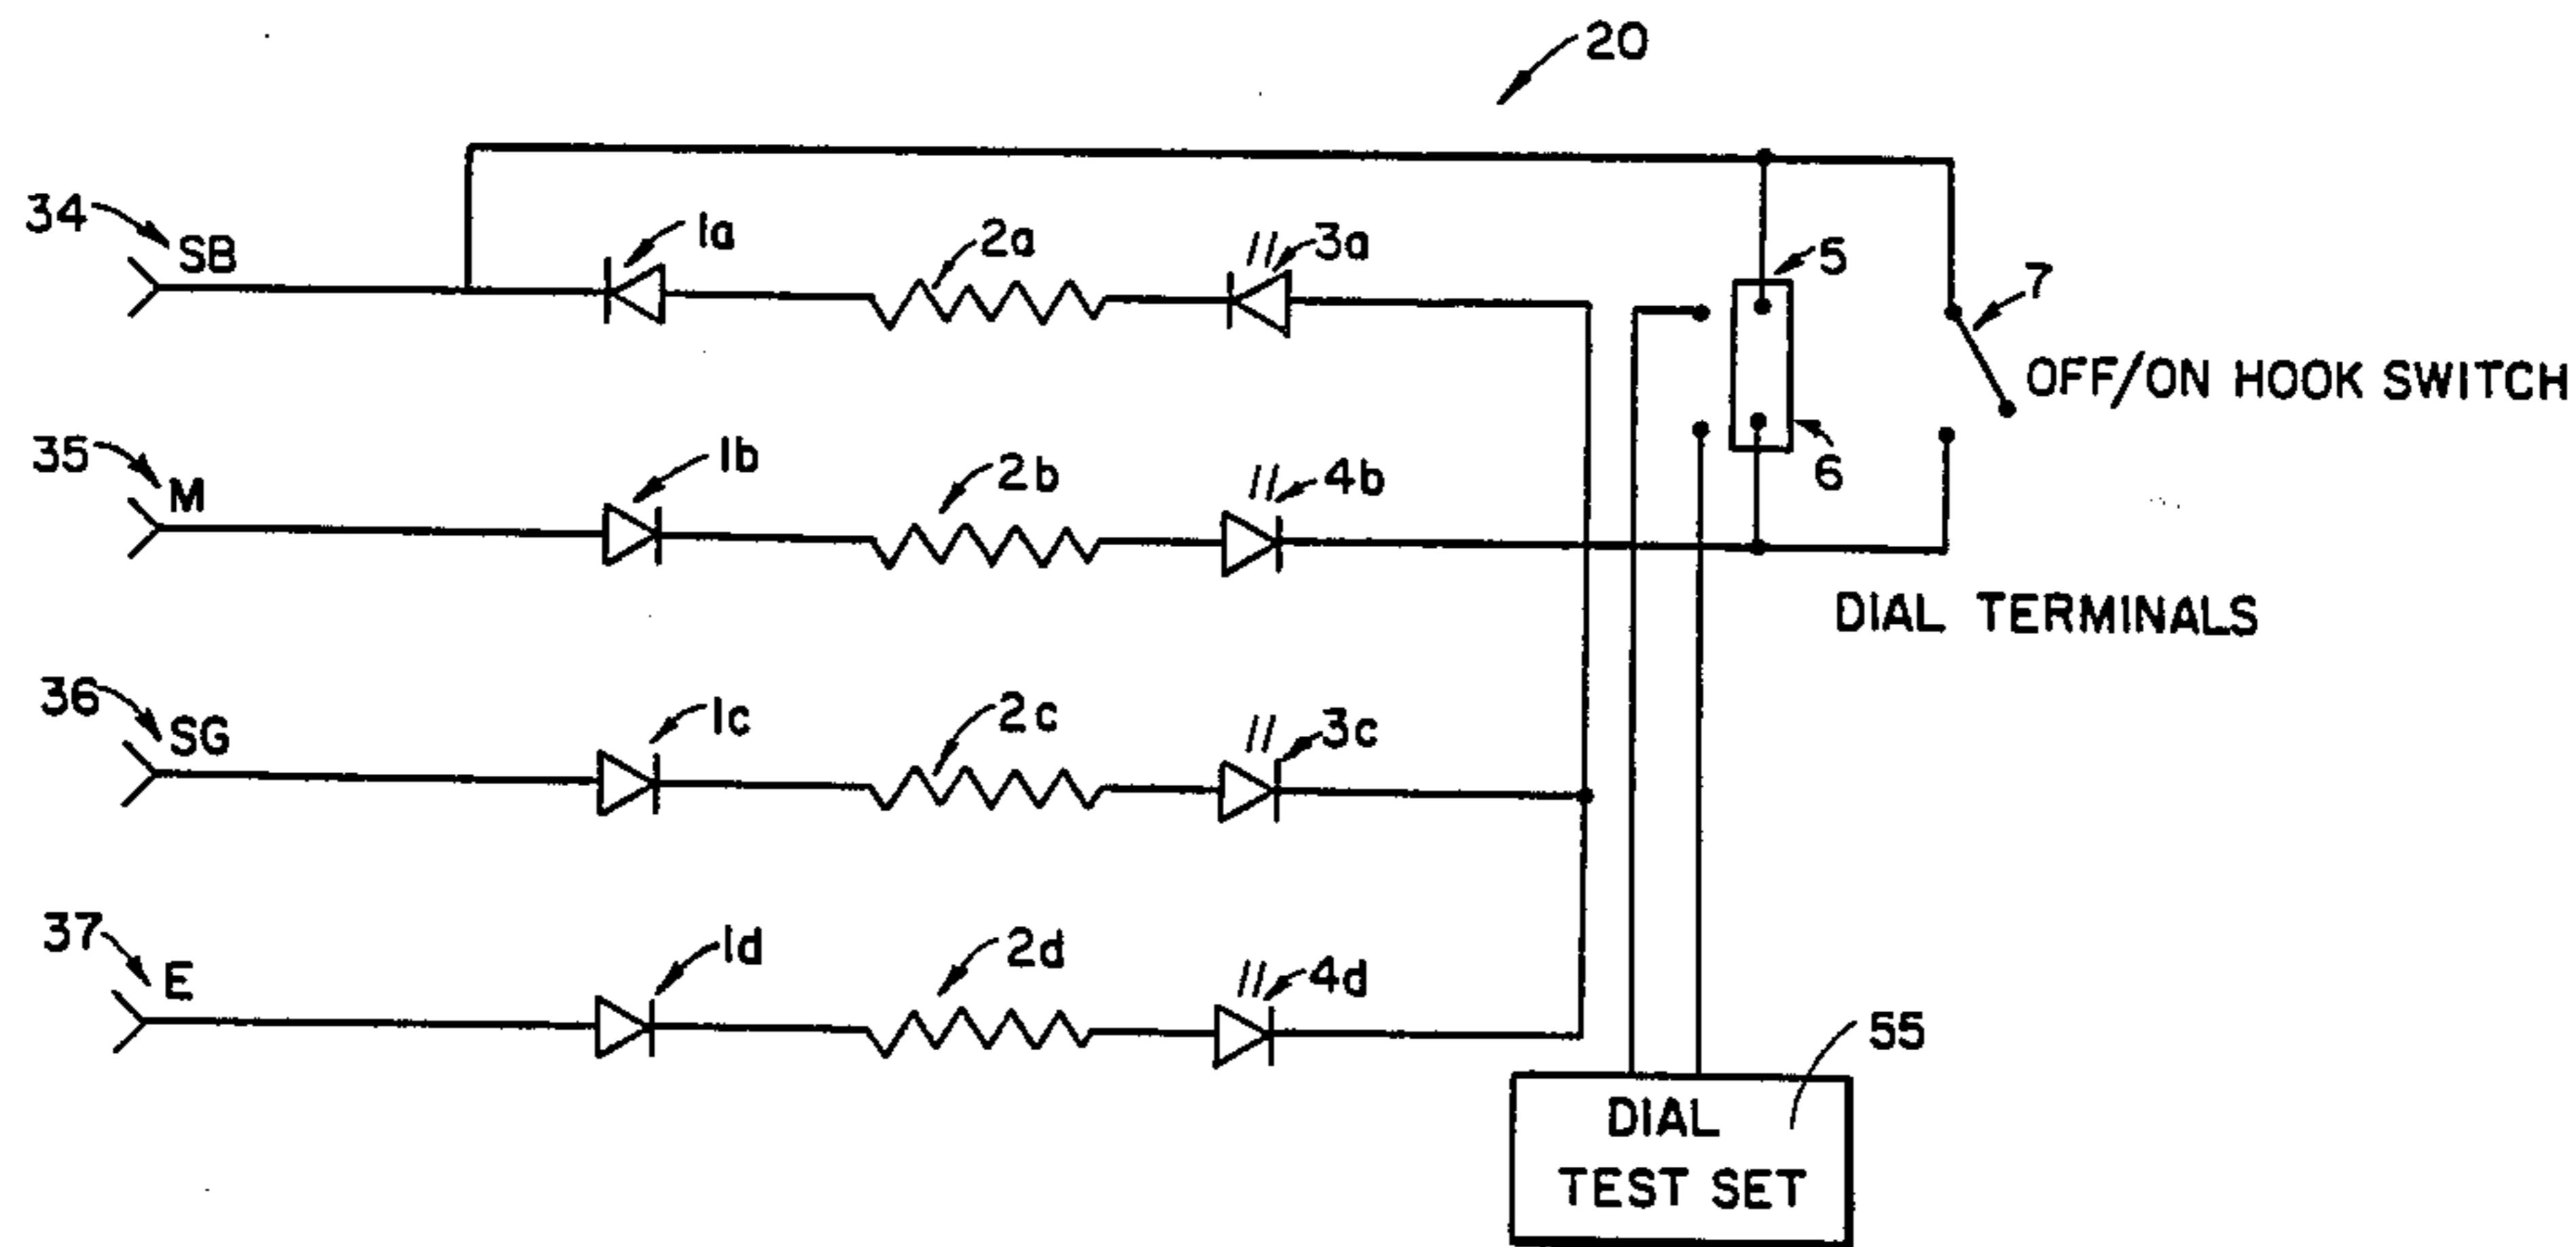 20
34
SB
1a
2a
3a
5
7
OFF/ON HOOK SWITCH
35
M
1b
2b
4b
6
DIAL TERMINALS
36
SG
1c
2c
3c
37
E
1d
2d
4d
55
DIAL
TEST SET